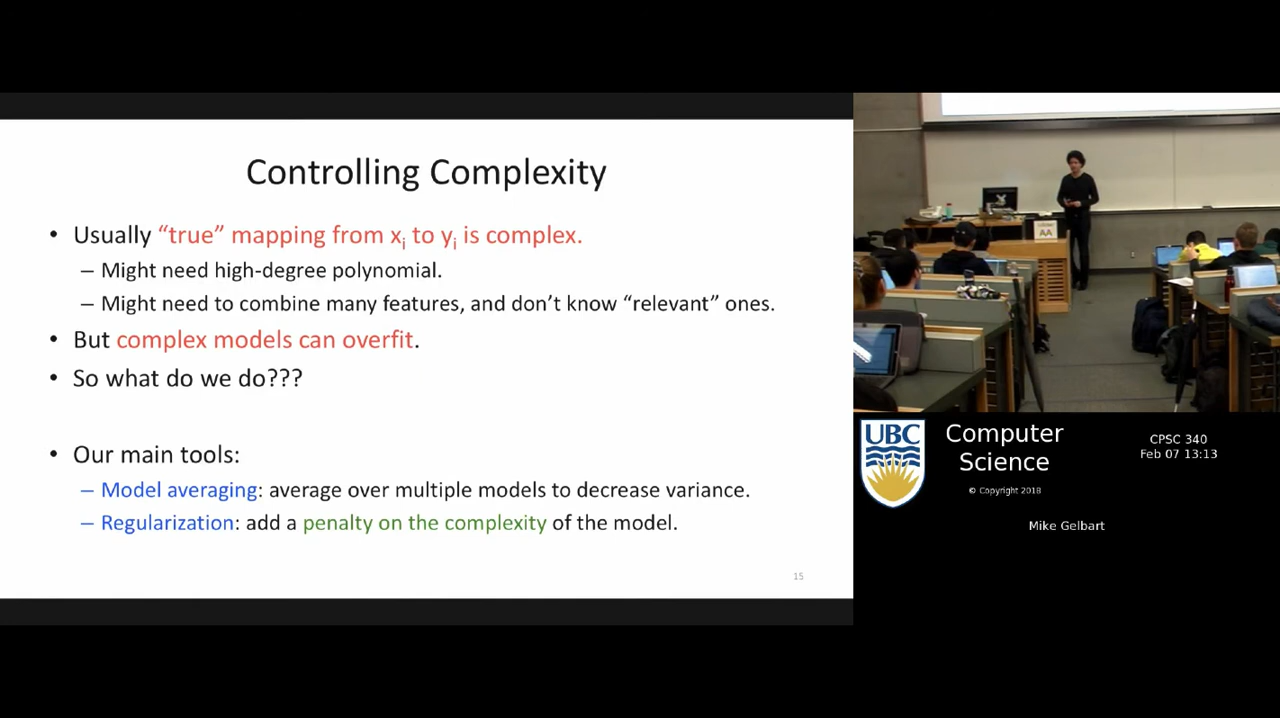 Controlling Complexity
• Usually “true” mapping from xi to yi is complex.
– Might need high-degree polynomial.
– Might need to combine many features, and don’t know “relevant” ones.
• But complex models can overfit.
• So what do we do???
• Our main tools:
– Model averaging: average over multiple models to decrease variance.
– Regularization: add a penalty on the complexity of the model.
15
AA
UBC
Computer
Science
© Copyright 2018
CPSC 340
Feb 07 13:13
Mike Gelbart